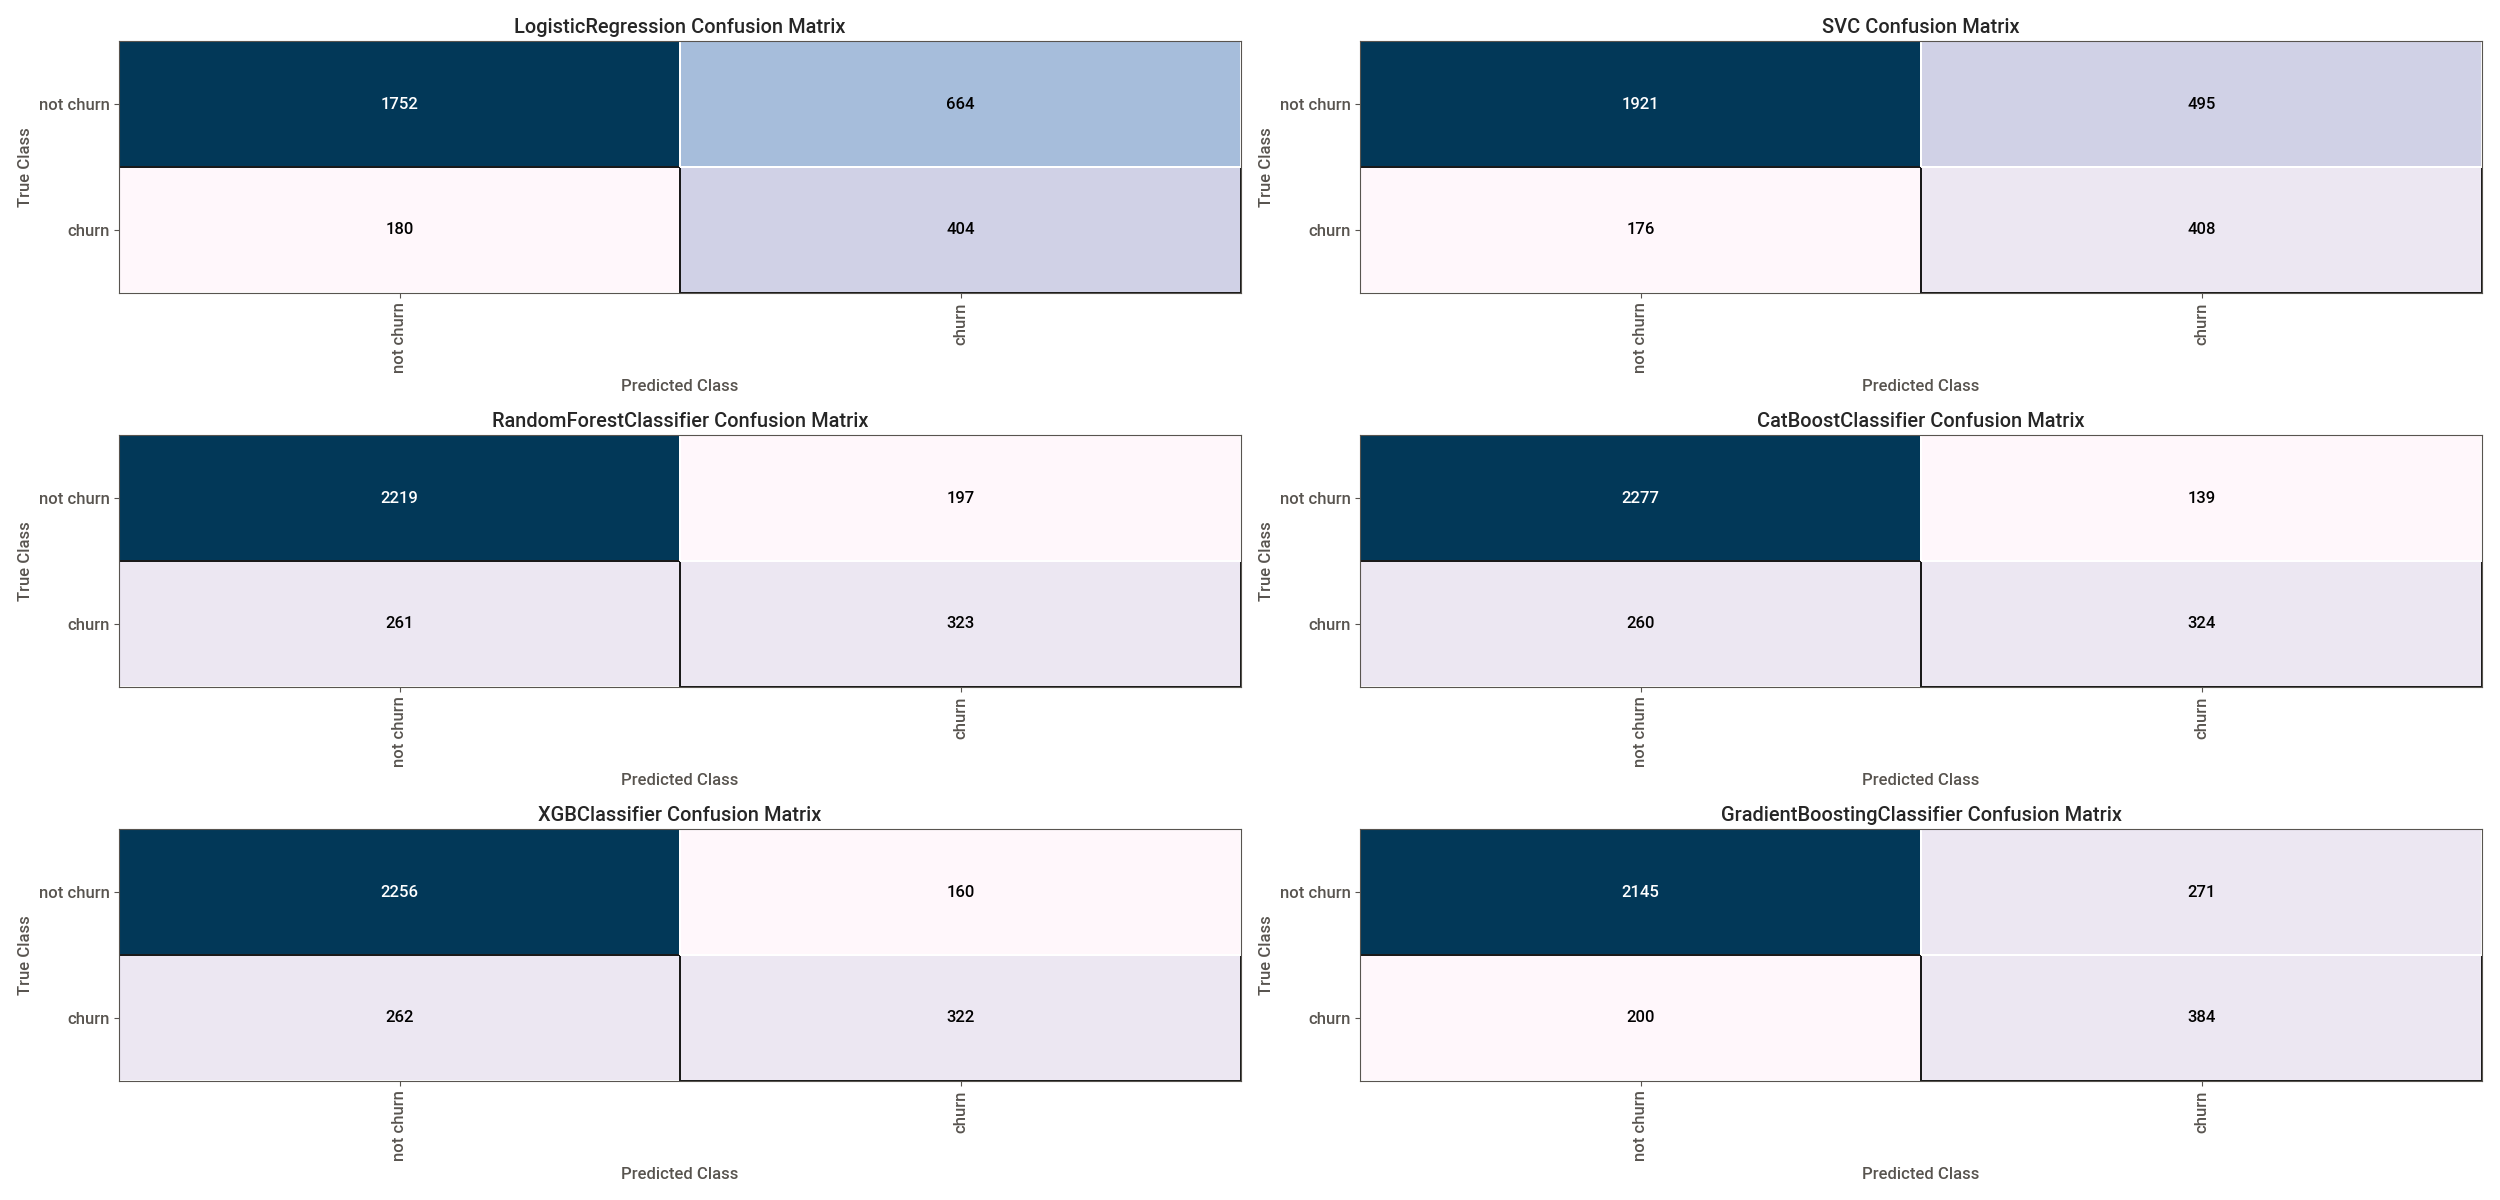 LogisticRegression Confusion Matrix
True Class
not churn
1752
664
churn
180
404
not churn
churn
Predicted Class
SVC Confusion Matrix
True Class
not churn
1921
495
churn
176
408
not churn
churn
Predicted Class
RandomForestClassifier Confusion Matrix
True Class
not churn
2219
197
churn
261
323
not churn
churn
Predicted Class
CatBoostClassifier Confusion Matrix
True Class
not churn
2277
139
churn
260
324
not churn
churn
Predicted Class
XGBClassifier Confusion Matrix
True Class
not churn
2256
160
churn
262
322
not churn
churn
Predicted Class
GradientBoostingClassifier Confusion Matrix
True Class
not churn
2145
271
churn
200
384
not churn
churn
Predicted Class